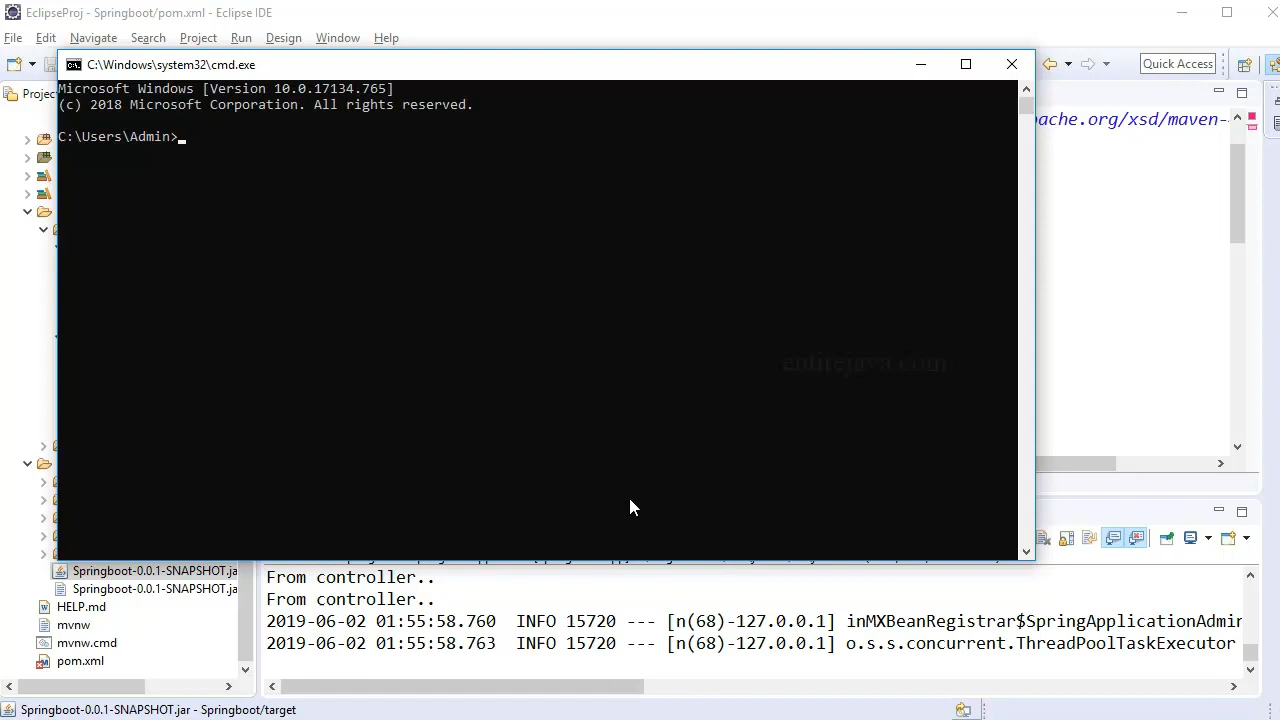 EclipseProj - Springboot/pom.xml - Eclipse IDE
File Edit Navigate Search Project Run Design Window Help
C:\Windows\system32\cmd.exe
Quick Access
Projec
Microsoft Windows [Version 10.0.17134.765]
(c) 2018 Microsoft Corporation. All rights reserved.
pache.org/xsd/maven-
C:\Users\Admin>
entirejava.com
Springboot-0.0.1-SNAPSHOT.ja
Springboot-0.0.1-SNAPSHOT.ja
HELP.md
mvnw
mvnw.cmd
pom.xml
From controller..
From controller..
2019-06-02 01:55:58.760 INFO 15720 --- [n(68)-127.0.0.1] inMXBeanRegistrar$SpringApplicationAdmin
2019-06-02 01:55:58.763 INFO 15720 --- [n(68)-127.0.0.1] o.s.s.concurrent.ThreadPoolTaskExecutor
Springboot-0.0.1-SNAPSHOT.jar - Springboot/target